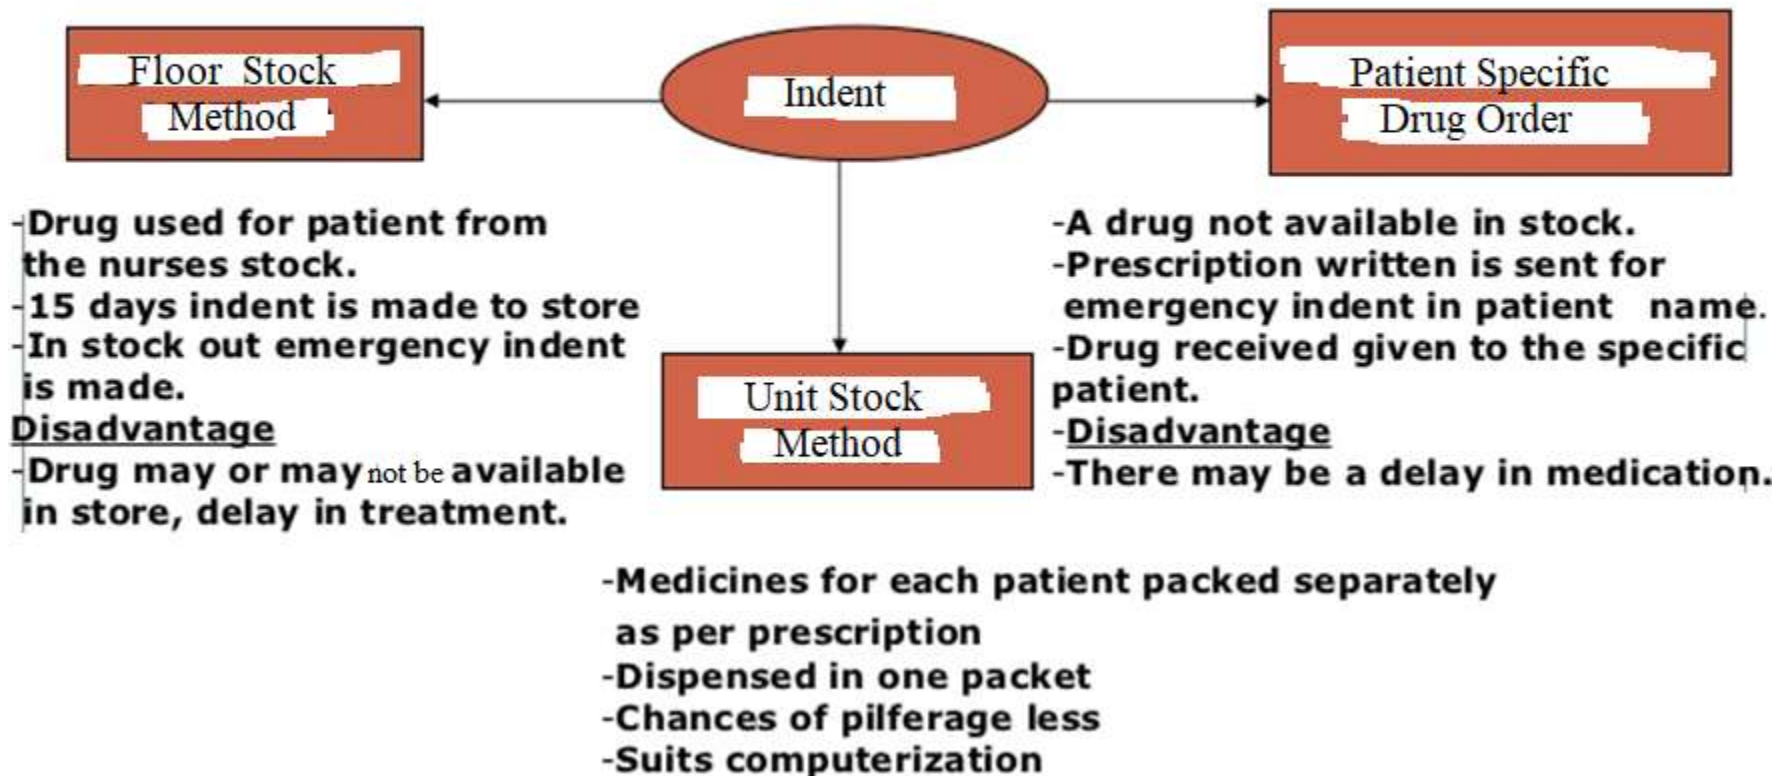 Floor Stock
Method
Indent
Patient Specific
Drug Order
-Drug used for patient from
the nurses stock.
-15 days indent is made to store
-In stock out emergency indent
is made.
Disadvantage
-Drug may or may not be available
in store, delay in treatment.
Unit Stock
Method
-A drug not available in stock.
-Prescription written is sent for
emergency indent in patient name.
-Drug received given to the specific
patient.
-Disadvantage
-There may be a delay in medication.
-Medicines for each patient packed separately
as per prescription
-Dispensed in one packet
-Chances of pilferage less
-Suits computerization